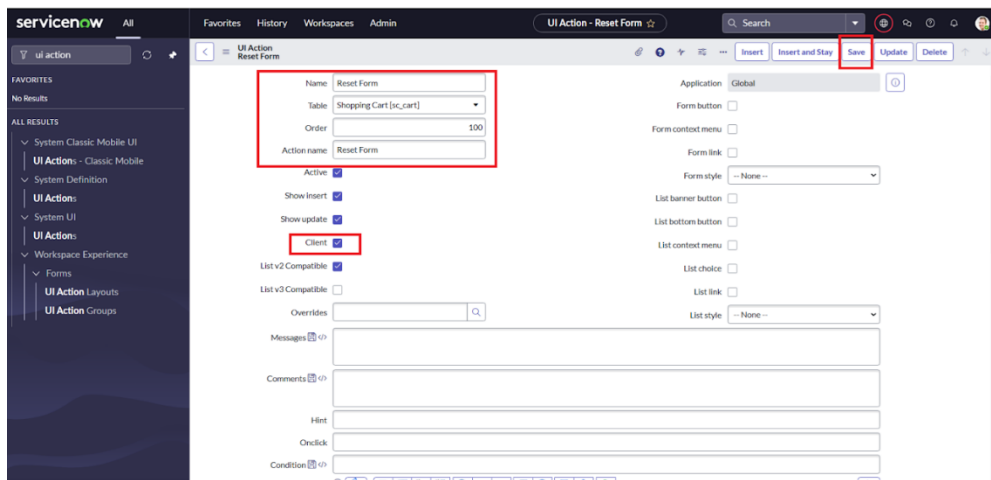 servicenow All Favorites History Workspaces Admin UI Action - Reset Form Search
ui action
FAVORITES
No Results
ALL RESULTS
System Classic Mobile UI
UI Actions - Classic Mobile
System Definition
UI Actions
System UI
UI Actions
Workspace Experience
Forms
UI Action Layouts
UI Action Groups
UI Action
Reset Form
Insert Insert and Stay Save Update Delete
Name Reset Form
Table Shopping Cart [sc_cart]
Order 100
Action name Reset Form
Active
Show insert
Show update
Client
List v2 Compatible
List v3 Compatible
Overrides
Application Global
Form button
Form context menu
Form link
Form style -- None --
List banner button
List bottom button
List context menu
List choice
List link
List style -- None --
Messages
Comments
Hint
Onclick
Condition